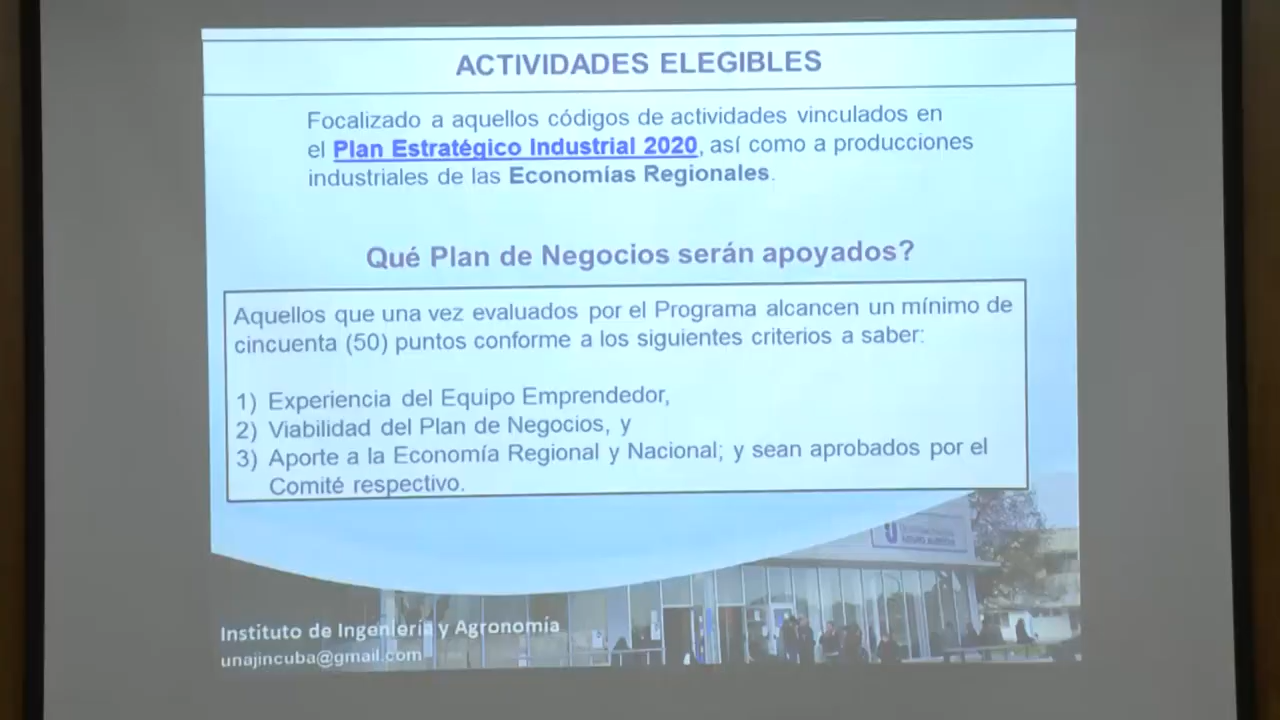 ACTIVIDADES ELEGIBLES
Focalizado a aquellos códigos de actividades vinculados en
el Plan Estratégico Industrial 2020, así como a producciones
industriales de las Economías Regionales.
Qué Plan de Negocios serán apoyados?
Aquellos que una vez evaluados por el Programa alcancen un mínimo de
cincuenta (50) puntos conforme a los siguientes criterios a saber:
1) Experiencia del Equipo Emprendedor,
2) Viabilidad del Plan de Negocios, y
3) Aporte a la Economía Regional y Nacional; y sean aprobados por el
Comité respectivo.
Instituto de Ingeniería y Agronomía
unajincuba@gmail.com